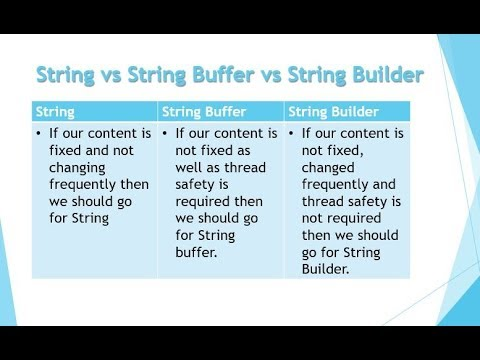 String vs String Buffer vs String Builder
String
• If our content is
fixed and not
changing
frequently then
we should go
for String
String Buffer
• If our content is
not fixed as
well as thread
safety is
required then
we should go
for String
buffer.
String Builder
• If our content is
not fixed,
changed
frequently and
thread safety is
not required
then we should
go for String
Builder.